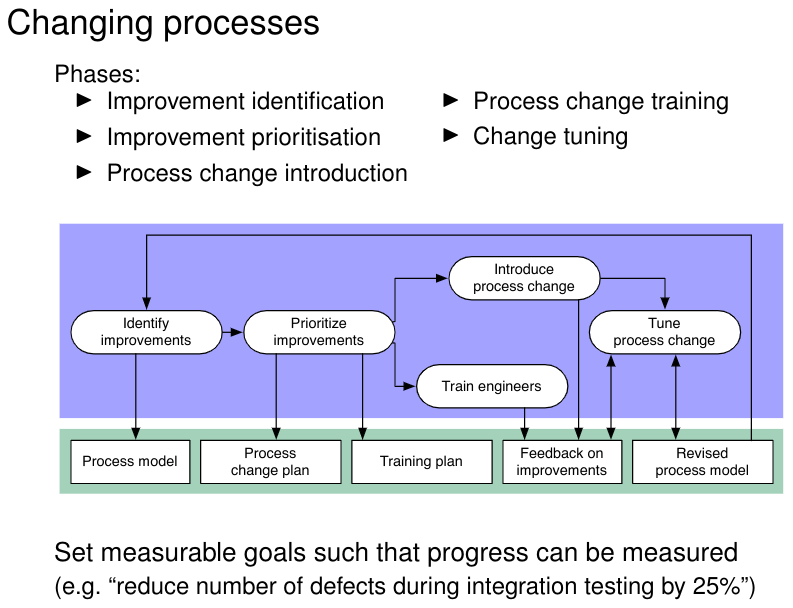 Changing processes
Phases:
► Improvement identification
► Improvement prioritisation
► Process change introduction
► Process change training
► Change tuning
Introduce
process change
Identify
improvements
Prioritize
improvements
Tune
process change
Train engineers
Process model
Process
change plan
Training plan
Feedback on
improvements
Revised
process model
Set measurable goals such that progress can be measured
(e.g. “reduce number of defects during integration testing by 25%”)